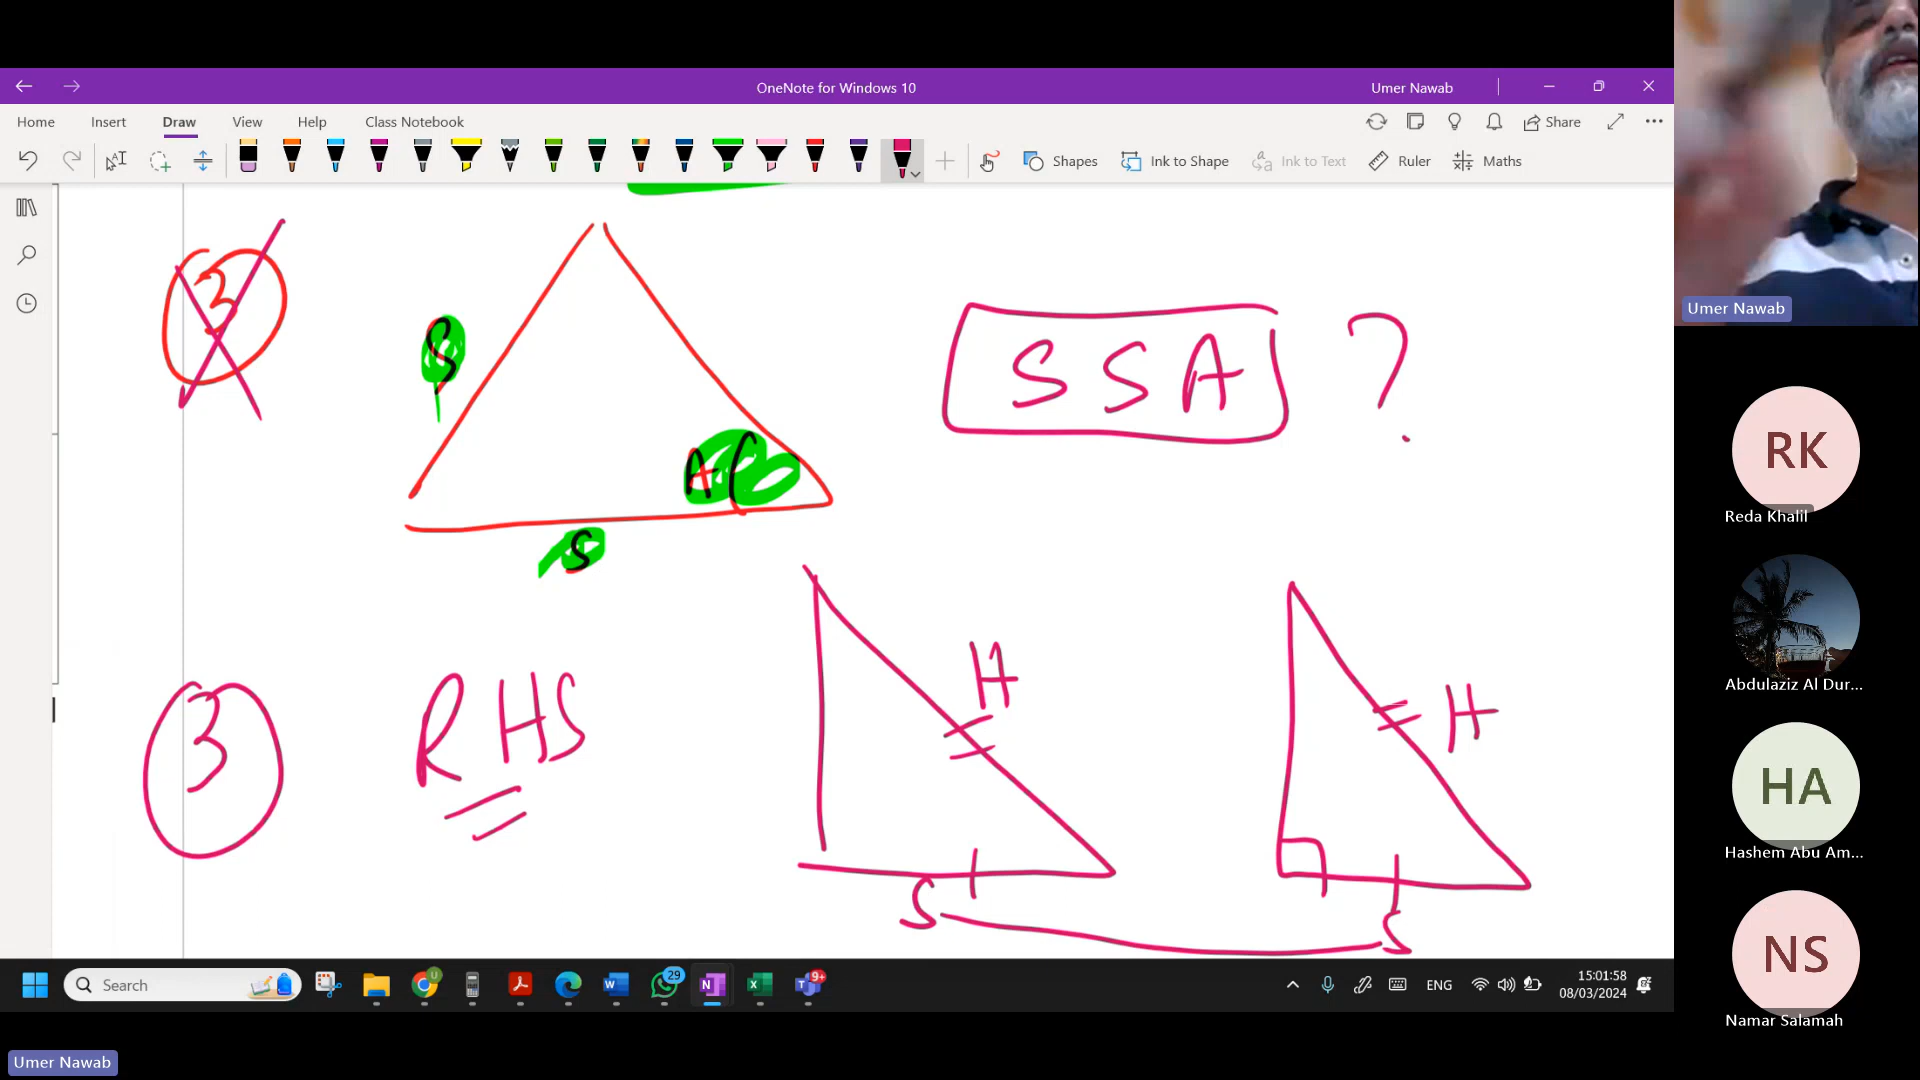 OneNote for Windows 10
Umer Nawab
Home Insert Draw View Help Class Notebook
Share
Shapes Ink to Shape Ink to Text Ruler Maths
3
S
S S A ?
A
S
Umer Nawab
RK
Reda Khalil
Abdulaziz Al Dur...
HA
Hashem Abu Am...
NS
Namar Salamah
3
R H S
H
H
S
S
Search
U
29
N
X
W
T
9+
ENG
15:01:58
08/03/2024
Umer Nawab